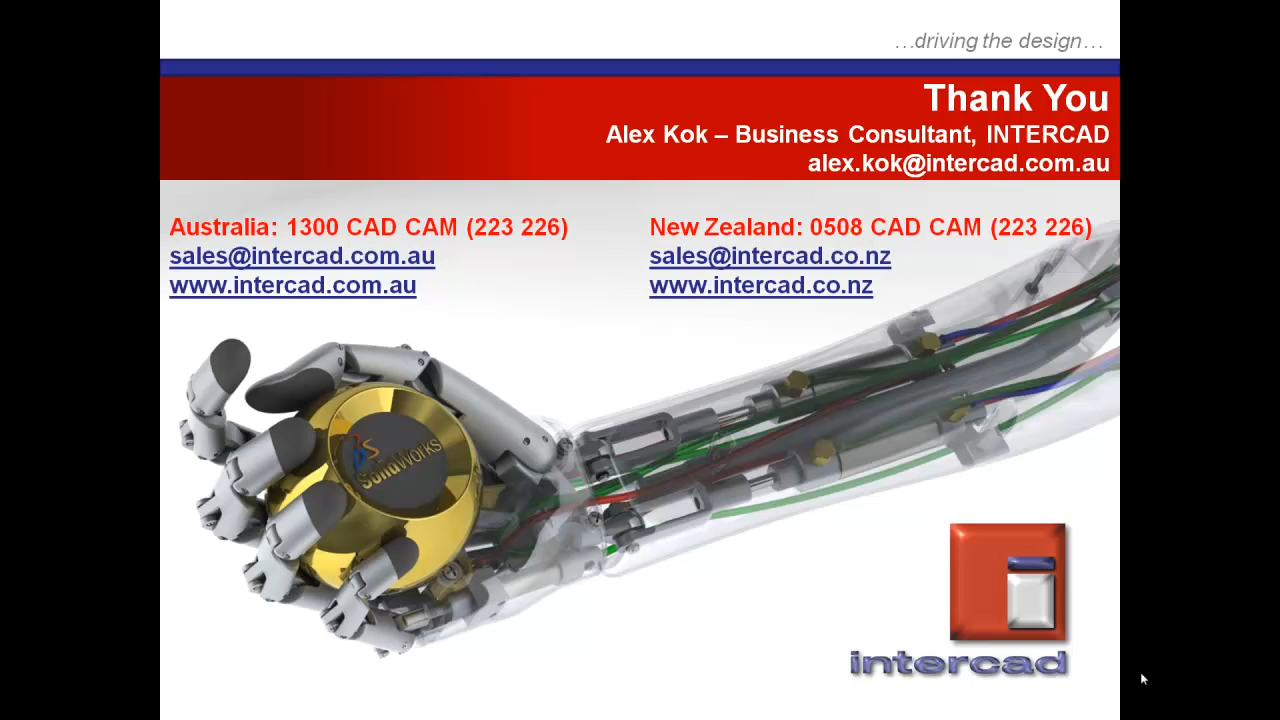 …driving the design…
Thank You
Alex Kok – Business Consultant, INTERCAD
alex.kok@intercad.com.au
Australia: 1300 CAD CAM (223 226)
sales@intercad.com.au
www.intercad.com.au
New Zealand: 0508 CAD CAM (223 226)
sales@intercad.co.nz
www.intercad.co.nz
DS
SolidWorks
intercad